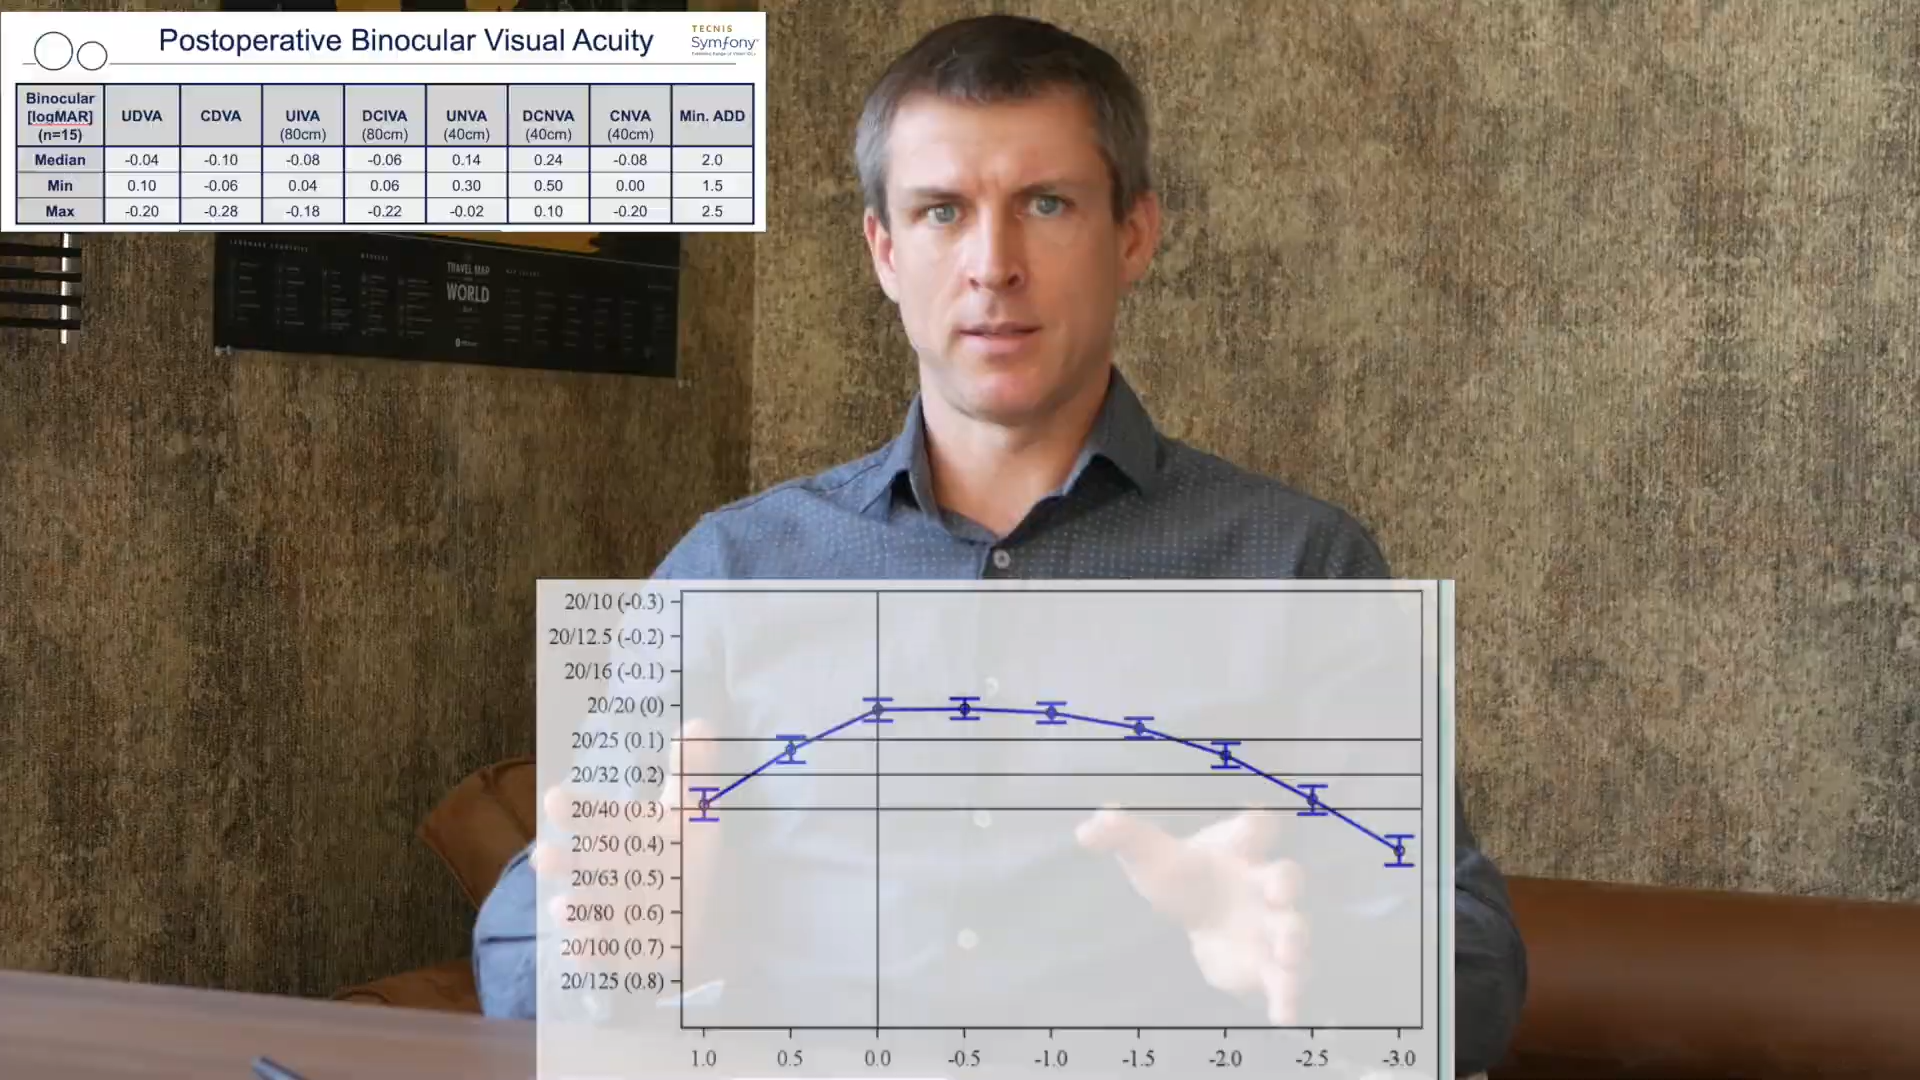 Postoperative Binocular Visual Acuity
TECNIS
Symfony
Binocular [logMAR] (n=15) UDVA CDVA UIVA (80cm) DCIVA (80cm) UNVA (40cm) DCNVA (40cm) CNVA (40cm) Min. ADD
Median -0.04 -0.10 -0.08 -0.06 0.14 0.24 -0.08 2.0
Min 0.10 -0.06 0.04 0.06 0.30 0.50 0.00 1.5
Max -0.20 -0.28 -0.18 -0.22 -0.02 0.10 -0.20 2.5
TRAVEL MAP
WORLD
20/10 (-0.3)
20/12.5 (-0.2)
20/16 (-0.1)
20/20 (0)
20/25 (0.1)
20/32 (0.2)
20/40 (0.3)
20/50 (0.4)
20/63 (0.5)
20/80 (0.6)
20/100 (0.7)
20/125 (0.8)
1.0 0.5 0.0 -0.5 -1.0 -1.5 -2.0 -2.5 -3.0